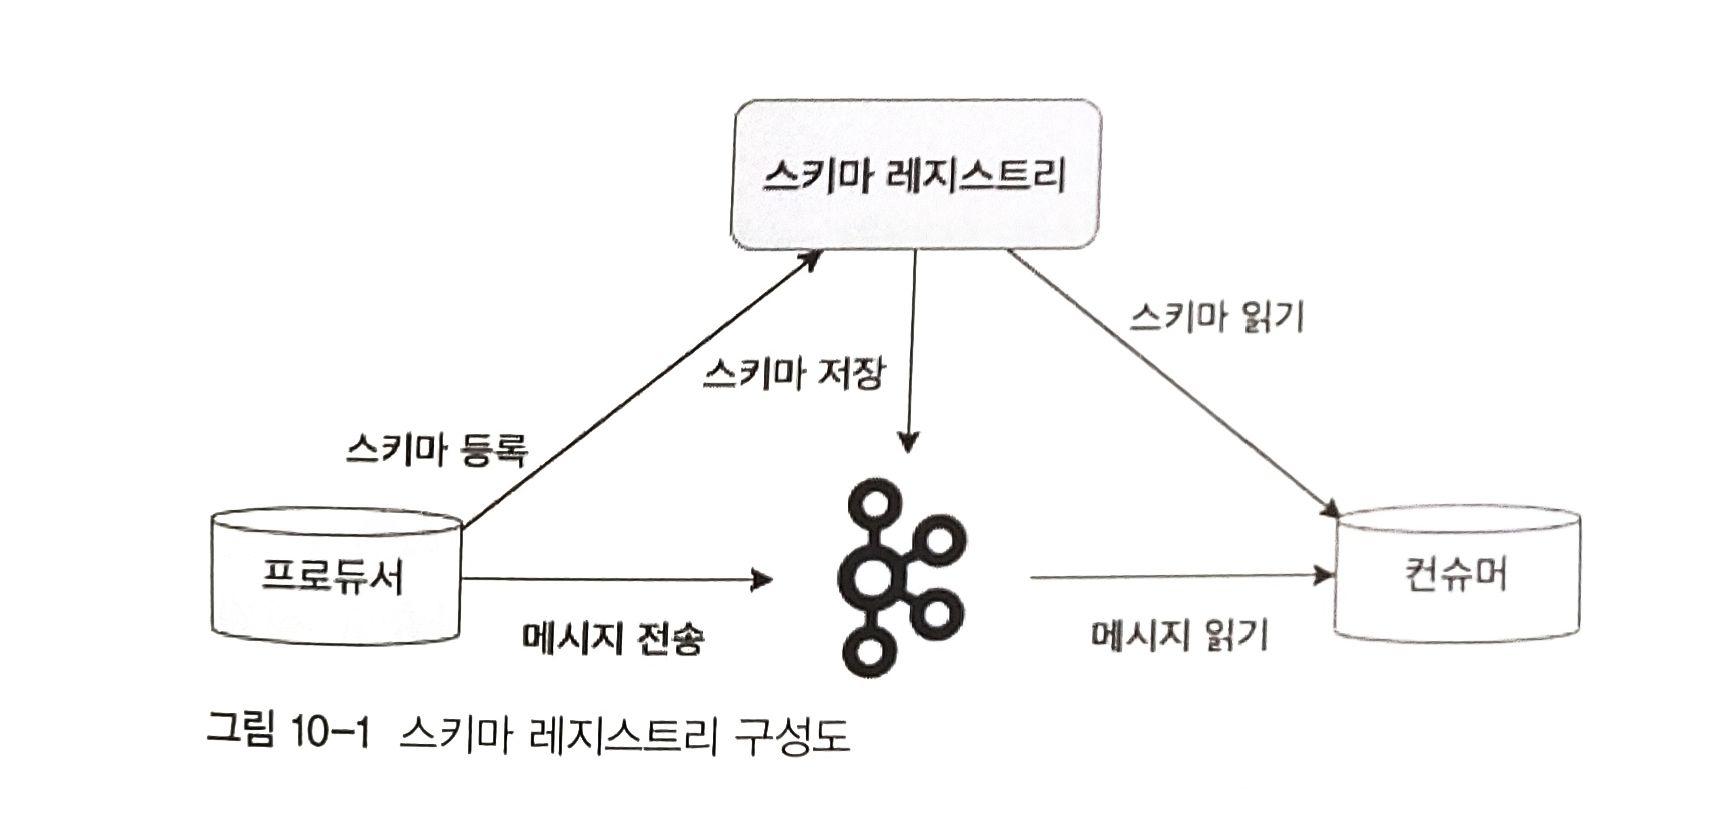 스키마 레지스트리
스키마 읽기
스키마 저장
스키마 등록
프로듀서
컨슈머
메시지 전송
메시지 읽기
그림 10-1 스키마 레지스트리 구성도